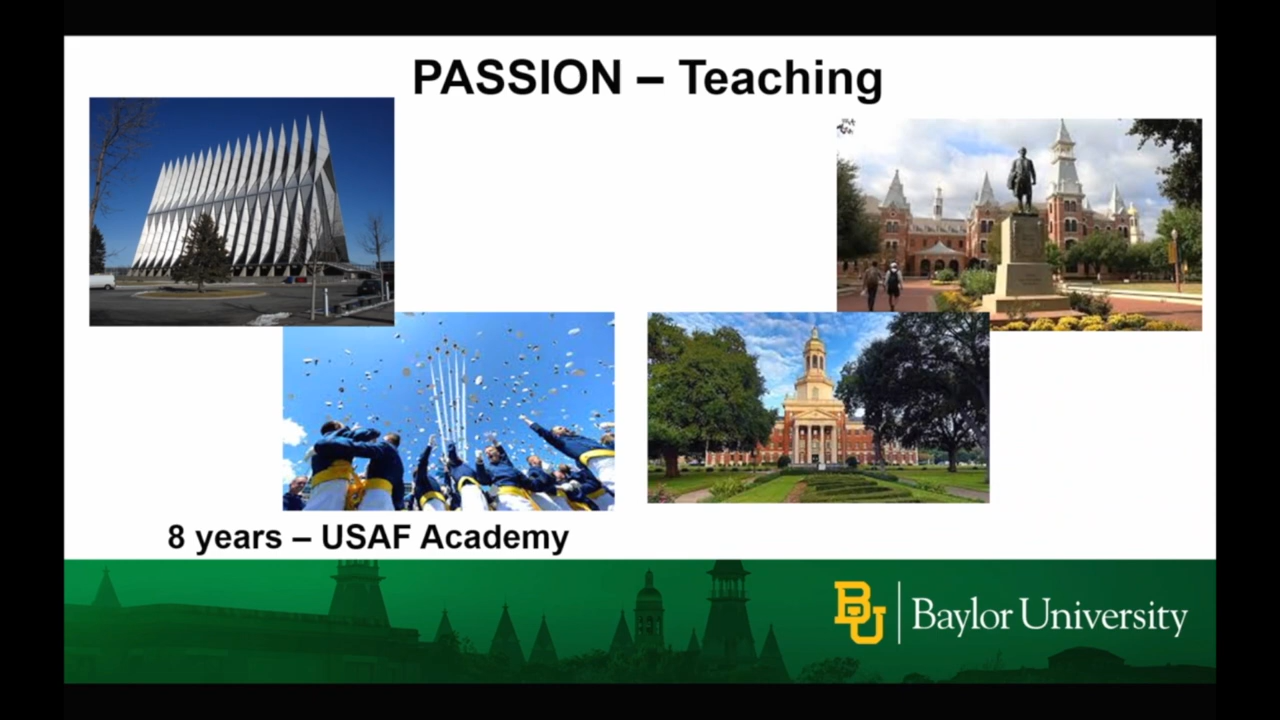 PASSION – Teaching
8 years – USAF Academy
BU
Baylor University